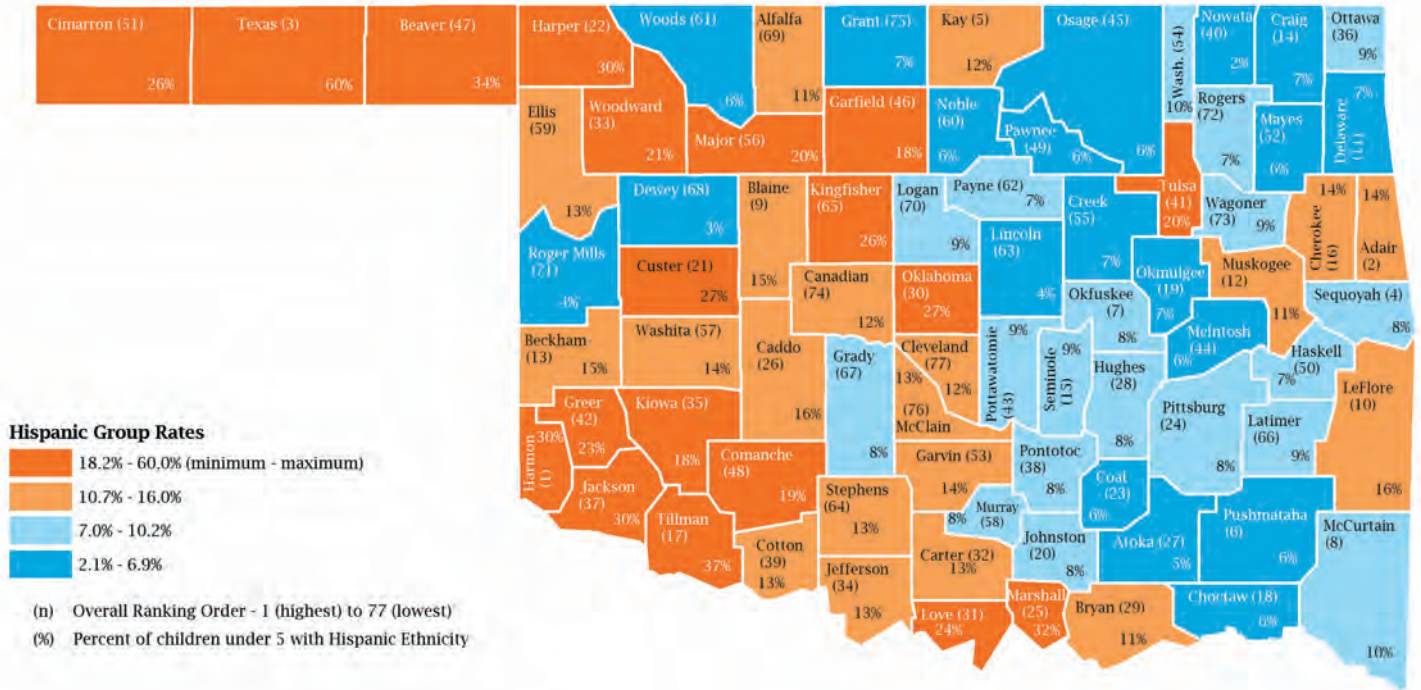 Cimarron (51)
26%
Texas (3)
60%
Beaver (47)
34%
Harper (22)
30%
Woods (61)
6%
Alfalfa
(69)
11%
Grant (75)
7%
Kay (5)
12%
Osage (45)
6%
Wash. (54)
10%
Nowata
(40)
2%
Craig
(14)
7%
Ottawa
(36)
9%
Ellis
(59)
13%
Woodward
(33)
21%
Major (56)
20%
Garfield (46)
18%
Noble
(60)
6%
Pawnee
(49)
6%
Rogers
(72)
7%
Mayes
(52)
6%
7%
Delaware
(11)
Dewey (68)
3%
Blaine
(9)
15%
Kingfisher
(65)
26%
Logan
(70)
9%
Payne (62)
7%
Creek
(55)
7%
Tulsa
(41)
20%
Wagoner
(73)
9%
14%
Cherokee
(16)
14%
Adair
(2)
Roger Mills
4%
Custer (21)
27%
Canadian
(74)
12%
Oklahoma
(30)
27%
Lincoln
(63)
4%
Okmulgee
(19)
7%
Muskogee
(12)
11%
Sequoyah (4)
8%
Okfuskee
(7)
8%
McIntosh
(44)
6%
Beckham
(13)
15%
Washita (57)
14%
Caddo
(26)
16%
Grady
(67)
8%
Cleveland
(77)
12%
13%
(76)
McClain
9%
Pottawatomie
(43)
9%
Seminole
(15)
Hughes
(28)
8%
Haskell
(50)
7%
LeFlore
(10)
16%
Pittsburg
(24)
8%
Latimer
(66)
9%
30%
Harmon
(1)
Greer
(42)
23%
Kiowa (35)
18%
Comanche
(48)
19%
Garvin (53)
14%
Pontotoc
(38)
8%
Coal
(23)
6%
Jackson
(37)
30%
Tillman
(17)
37%
Stephens
(64)
13%
Murray
(58)
8%
Johnston
(20)
8%
Atoka (27)
5%
Pushmataha
(6)
6%
McCurtain
(8)
10%
Cotton
(39)
13%
Jefferson
(34)
13%
Carter (32)
13%
Love (31)
24%
Marshall
(25)
32%
Bryan (29)
11%
Choctaw (18)
6%
Hispanic Group Rates
18.2% - 60.0% (minimum - maximum)
10.7% - 16.0%
7.0% - 10.2%
2.1% - 6.9%
(n) Overall Ranking Order - 1 (highest) to 77 (lowest)
(%) Percent of children under 5 with Hispanic Ethnicity